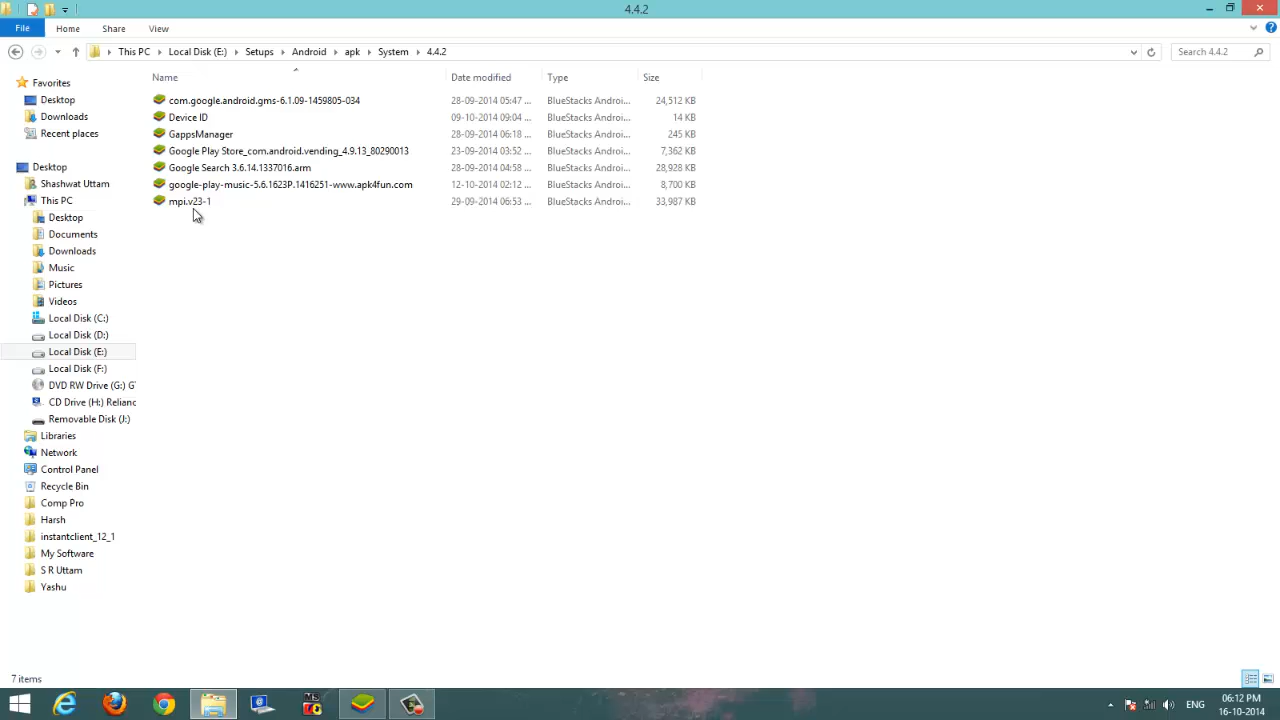 4.4.2
File Home Share View
This PC Local Disk (E:) Setups Android apk System 4.4.2
Search 4.4.2
Name Date modified Type Size
com.google.android.gms-6.1.09-1459805-034 28-09-2014 05:47 ... BlueStacks Androi... 24,512 KB
Device ID 09-10-2014 09:04 ... BlueStacks Androi... 14 KB
GappsManager 28-09-2014 06:18 ... BlueStacks Androi... 245 KB
Google Play Store_com.android.vending_4.9.13_80290013 23-09-2014 03:52 ... BlueStacks Androi... 7,362 KB
Google Search 3.6.14.1337016.arm 28-09-2014 04:58 ... BlueStacks Androi... 28,928 KB
google-play-music-5.6.1623P.1416251-www.apk4fun.com 12-10-2014 02:12 ... BlueStacks Androi... 8,700 KB
mpi.v23-1 29-09-2014 06:53 ... BlueStacks Androi... 33,987 KB
Favorites
Desktop
Downloads
Recent places
Desktop
Shashwat Uttam
This PC
Desktop
Documents
Downloads
Music
Pictures
Videos
Local Disk (C:)
Local Disk (D:)
Local Disk (E:)
Local Disk (F:)
DVD RW Drive (G:) G
CD Drive (H:) Relianc
Removable Disk (J:)
Libraries
Network
Control Panel
Recycle Bin
Comp Pro
Harsh
instantclient_12_1
My Software
S R Uttam
Yashu
7 items
MS
ENG
06:12 PM
16-10-2014